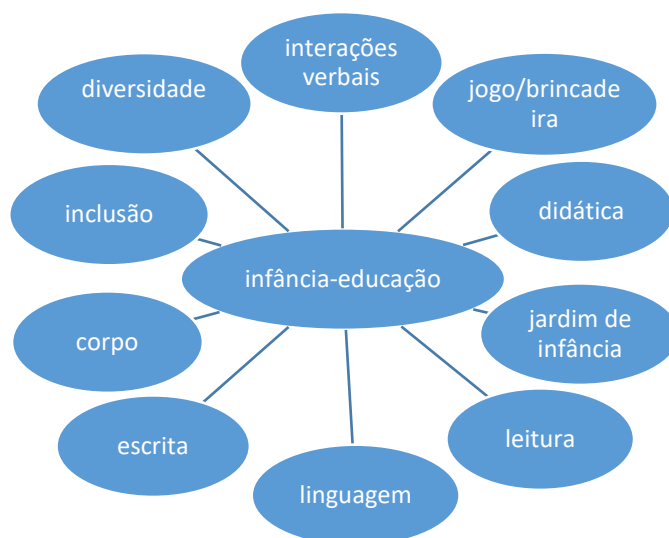 interações
verbais
diversidade
jogo/brincade
ira
inclusão
didática
infância-educação
corpo
jardim de
infância
escrita
leitura
linguagem